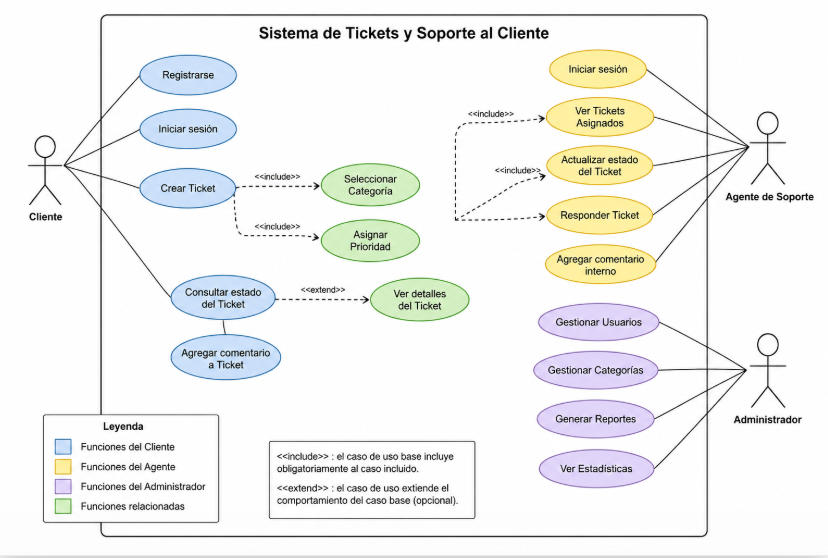 Sistema de Tickets y Soporte al Cliente
Registrarse
Iniciar sesión
Crear Ticket
Cliente
<<include>>
Seleccionar
Categoría
<<include>>
Asignar
Prioridad
Consultar estado
del Ticket
<<extend>>
Ver detalles
del Ticket
Agregar comentario
a Ticket
Iniciar sesión
<<include>>
Ver Tickets
Asignados
<<include>>
Actualizar estado
del Ticket
Responder Ticket
Agregar comentario
interno
Agente de Soporte
Gestionar Usuarios
Gestionar Categorías
Generar Reportes
Ver Estadísticas
Administrador
Leyenda
Funciones del Cliente
Funciones del Agente
Funciones del Administrador
Funciones relacionadas
<<include>> : el caso de uso base incluye
obligatoriamente al caso incluido.
<<extend>> : el caso de uso extiende el
comportamiento del caso base (opcional).